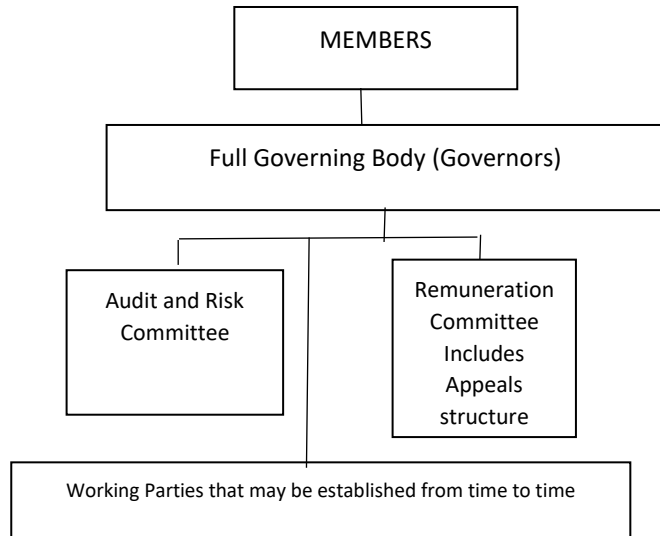 MEMBERS
Full Governing Body (Governors)
Audit and Risk
Committee
Remuneration
Committee
Includes
Appeals
structure
Working Parties that may be established from time to time